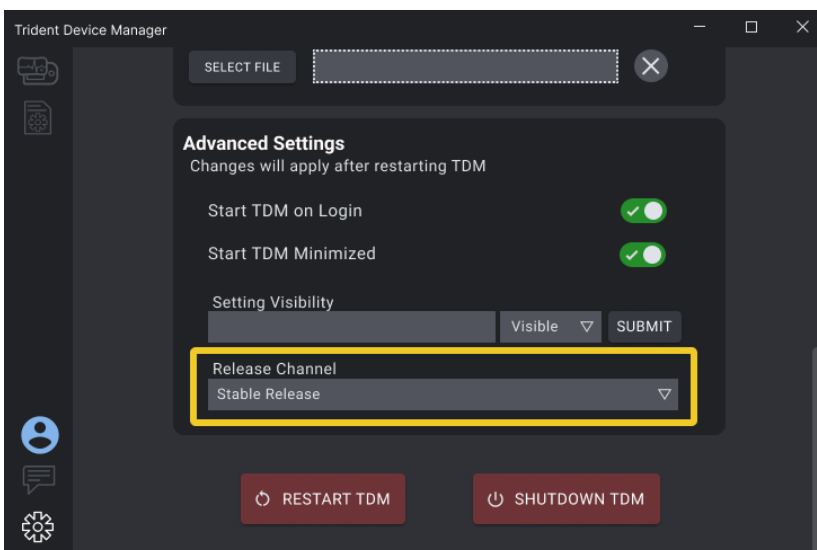 Trident Device Manager
SELECT FILE
Advanced Settings
Changes will apply after restarting TDM
Start TDM on Login
Start TDM Minimized
Setting Visibility
Visible SUBMIT
Release Channel
Stable Release
RESTART TDM SHUTDOWN TDM